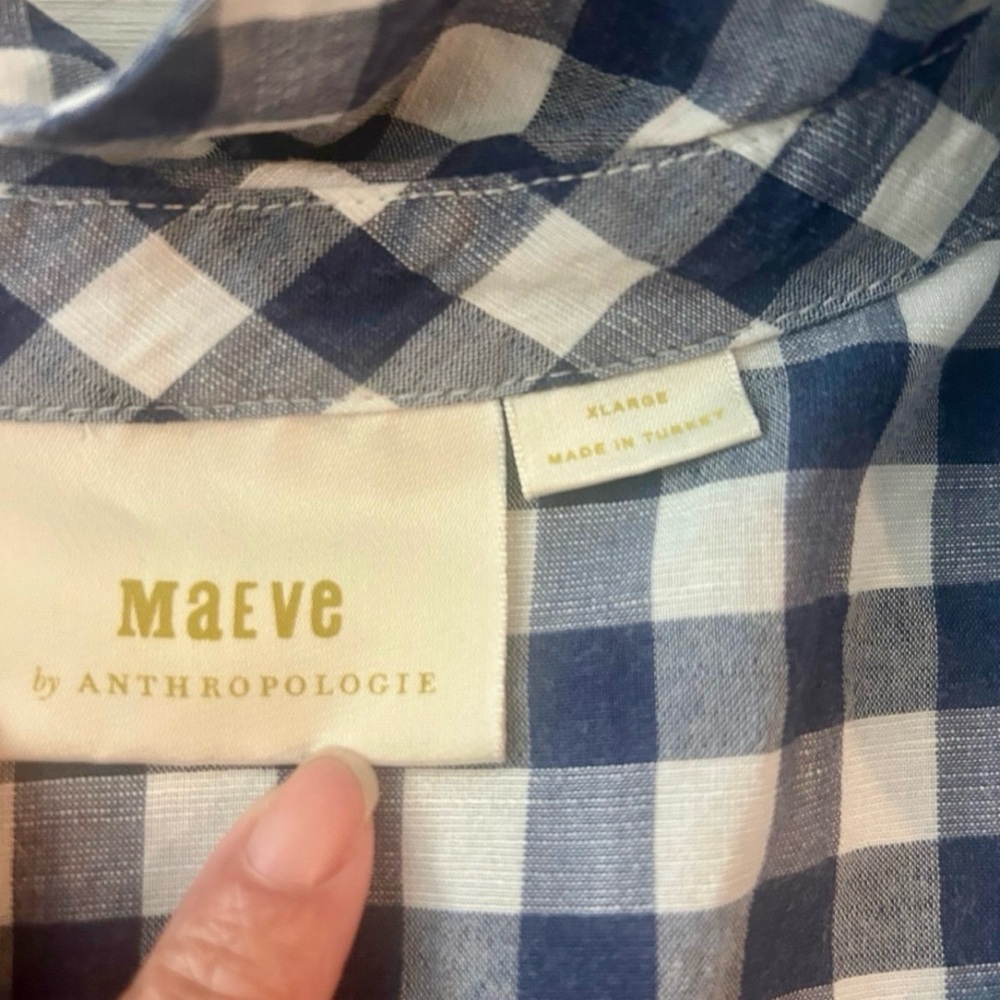 XLARGE
MADE IN TURKEY
MaEVe
by ANTHROPOLOGIE